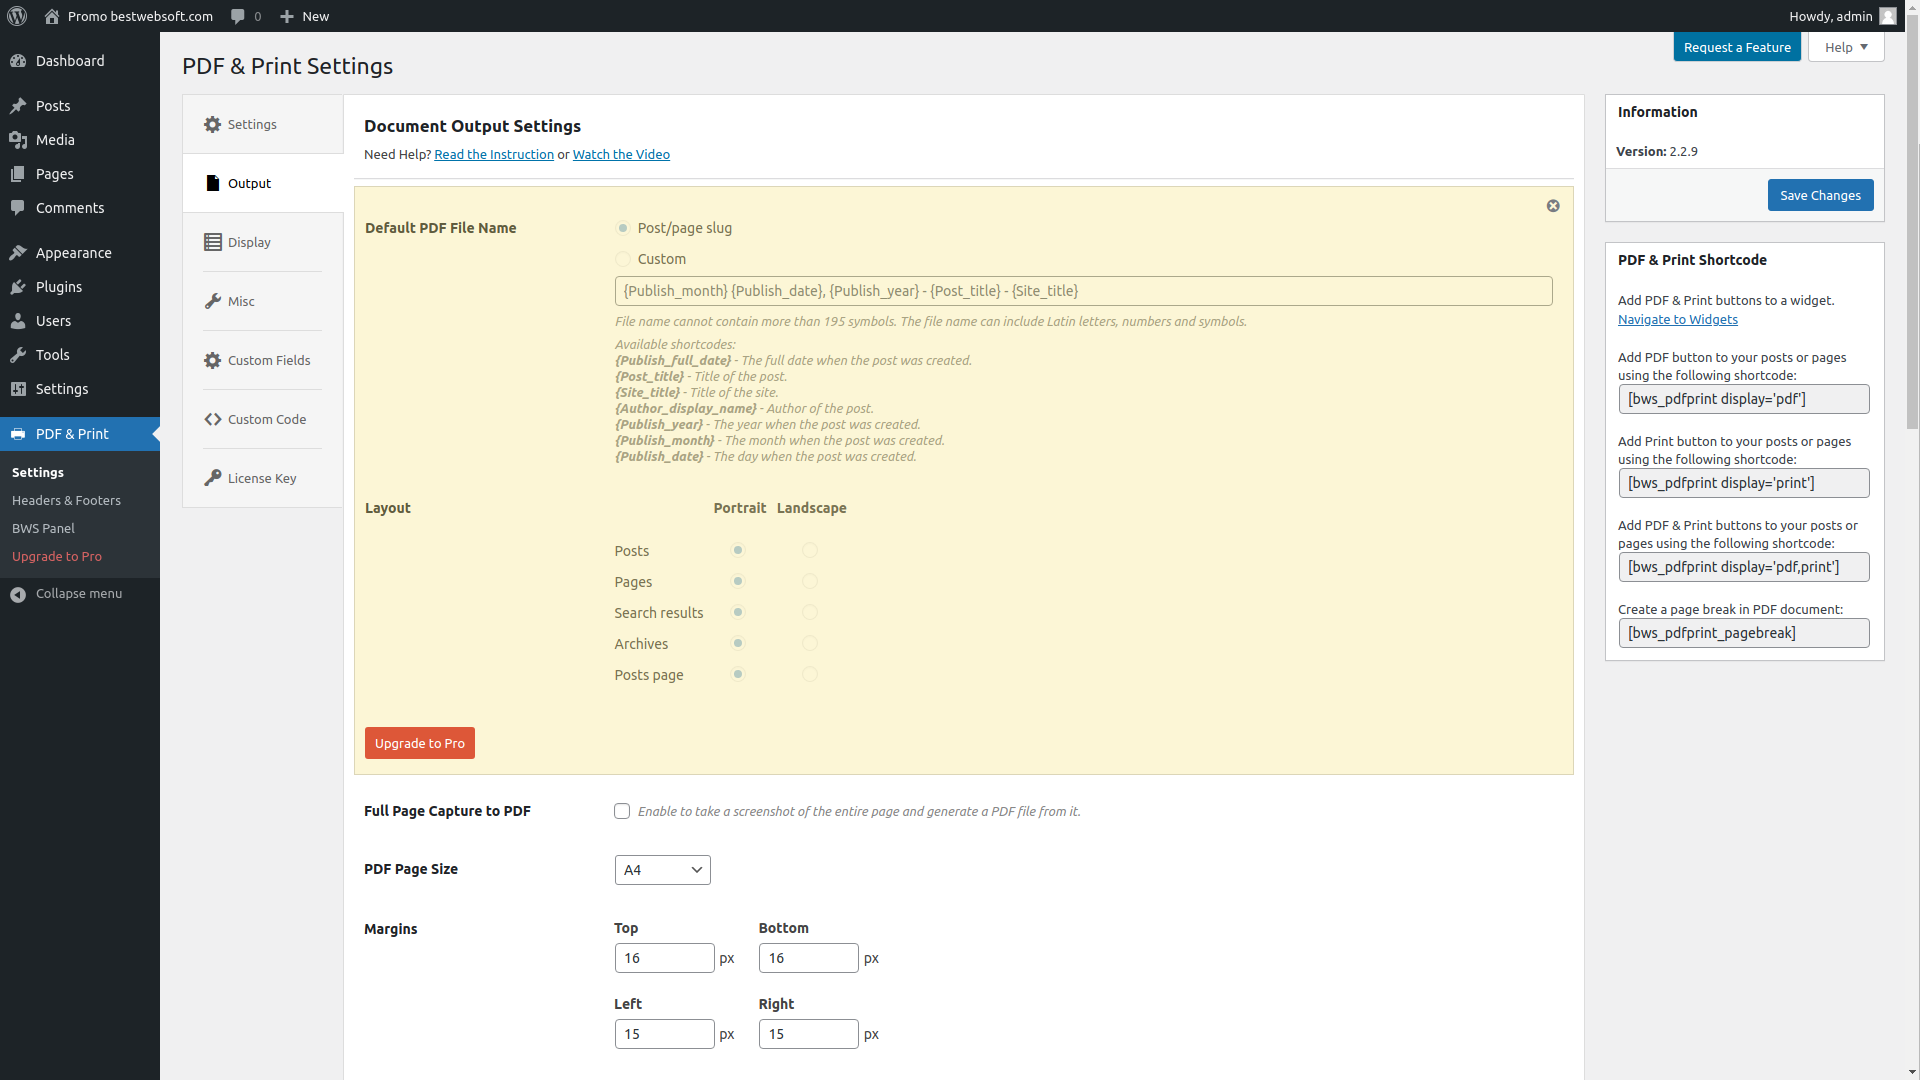 Promo bestwebsoft.com
0
New
Howdy, admin
Dashboard
Posts
Media
Pages
Comments
Appearance
Plugins
Users
Tools
Settings
PDF & Print
Settings
Headers & Footers
BWS Panel
Upgrade to Pro
Collapse menu
PDF & Print Settings
Request a Feature
Help
Settings
Output
Display
Misc
Custom Fields
Custom Code
License Key
Document Output Settings
Need Help? Read the Instruction or Watch the Video
Default PDF File Name
Post/page slug
Custom
{Publish_month} {Publish_date}, {Publish_year} - {Post_title} - {Site_title}
File name cannot contain more than 195 symbols. The file name can include Latin letters, numbers and symbols.
Available shortcodes:
{Publish_full_date} - The full date when the post was created.
{Post_title} - Title of the post.
{Site_title} - Title of the site.
{Author_display_name} - Author of the post.
{Publish_year} - The year when the post was created.
{Publish_month} - The month when the post was created.
{Publish_date} - The day when the post was created.
Layout
Portrait Landscape
Posts
Pages
Search results
Archives
Posts page
Upgrade to Pro
Full Page Capture to PDF
Enable to take a screenshot of the entire page and generate a PDF file from it.
PDF Page Size
A4
Margins
Top Bottom
16 px 16 px
Left Right
15 px 15 px
Information
Version: 2.2.9
Save Changes
PDF & Print Shortcode
Add PDF & Print buttons to a widget.
Navigate to Widgets
Add PDF button to your posts or pages
using the following shortcode:
[bws_pdfprint display='pdf']
Add Print button to your posts or pages
using the following shortcode:
[bws_pdfprint display='print']
Add PDF & Print buttons to your posts or
pages using the following shortcode:
[bws_pdfprint display='pdf,print']
Create a page break in PDF document:
[bws_pdfprint_pagebreak]